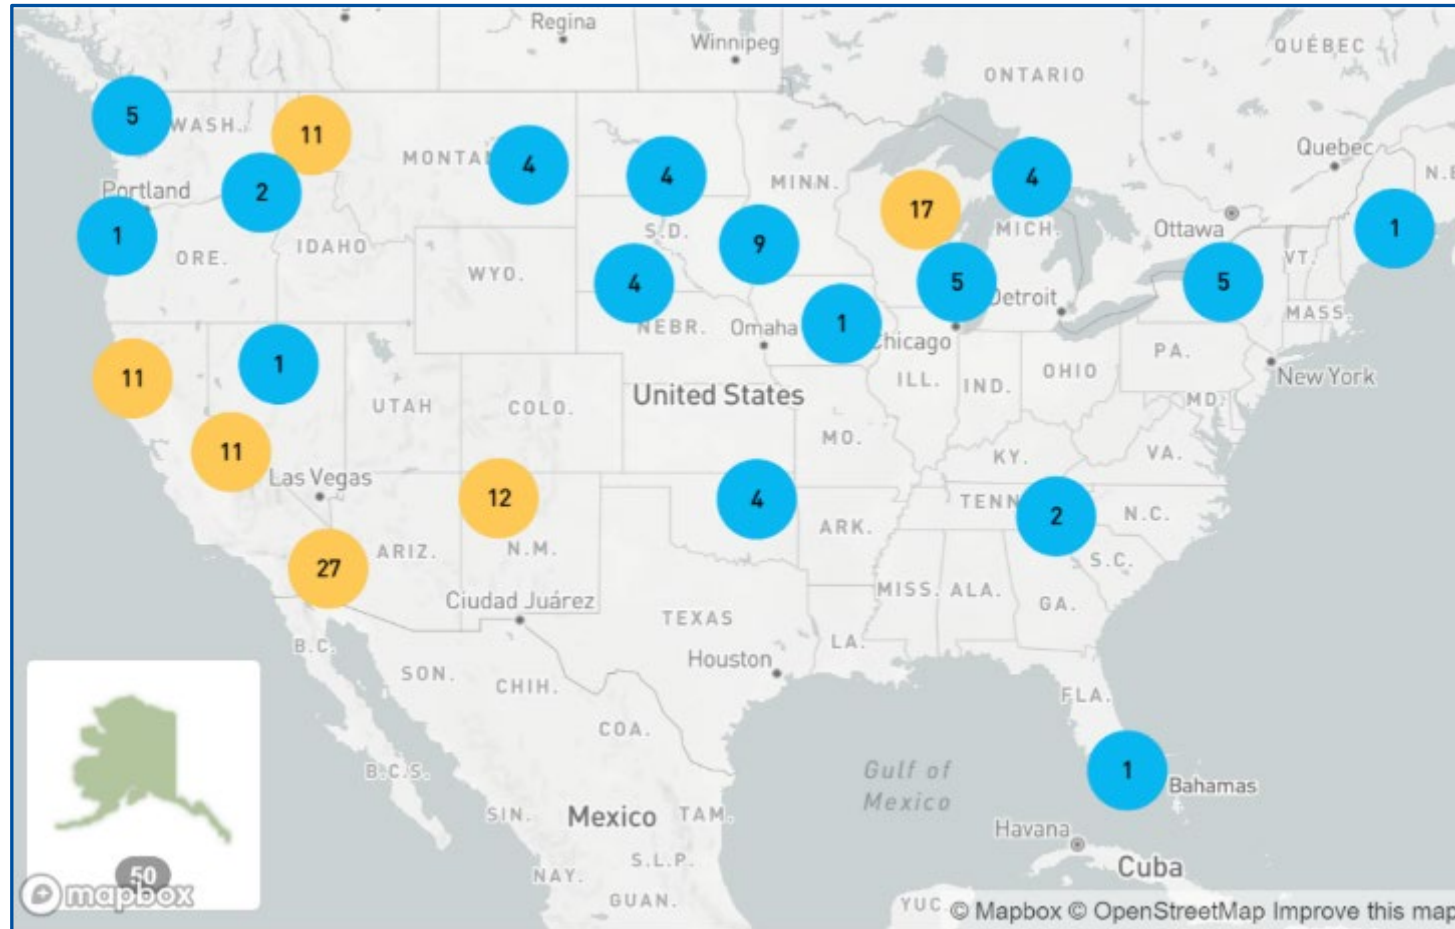 Regina
Winnipeg
QUÉBEC
ONTARIO
5
WASH.
11
MONTA
4
4
MINN.
4
Quebec
N.B
Portland
2
17
1
ORE.
IDAHO
S.D.
9
MICH.
Ottawa
1
WYO.
4
5
Detroit
5
VT.
MASS.
NEBR.
Omaha
1
Chicago
PA.
11
1
UTAH
COLO.
United States
ILL.
IND.
OHIO
New York
MD.
11
Las Vegas
MO.
KY.
VA.
12
4
ARK.
TENN
2
N.C.
27
ARIZ.
N.M.
S.C.
Ciudad Juárez
TEXAS
MISS.
ALA.
GA.
B.C.
LA.
SON.
CHIH.
Houston
FLA.
COA.
B.C.S.
Gulf of
Mexico
1
Bahamas
SIN.
Mexico
TAM.
Havana
50
mapbox
NAY.
S.L.P.
Cuba
GUAN.
YUC.
© Mapbox © OpenStreetMap Improve this map